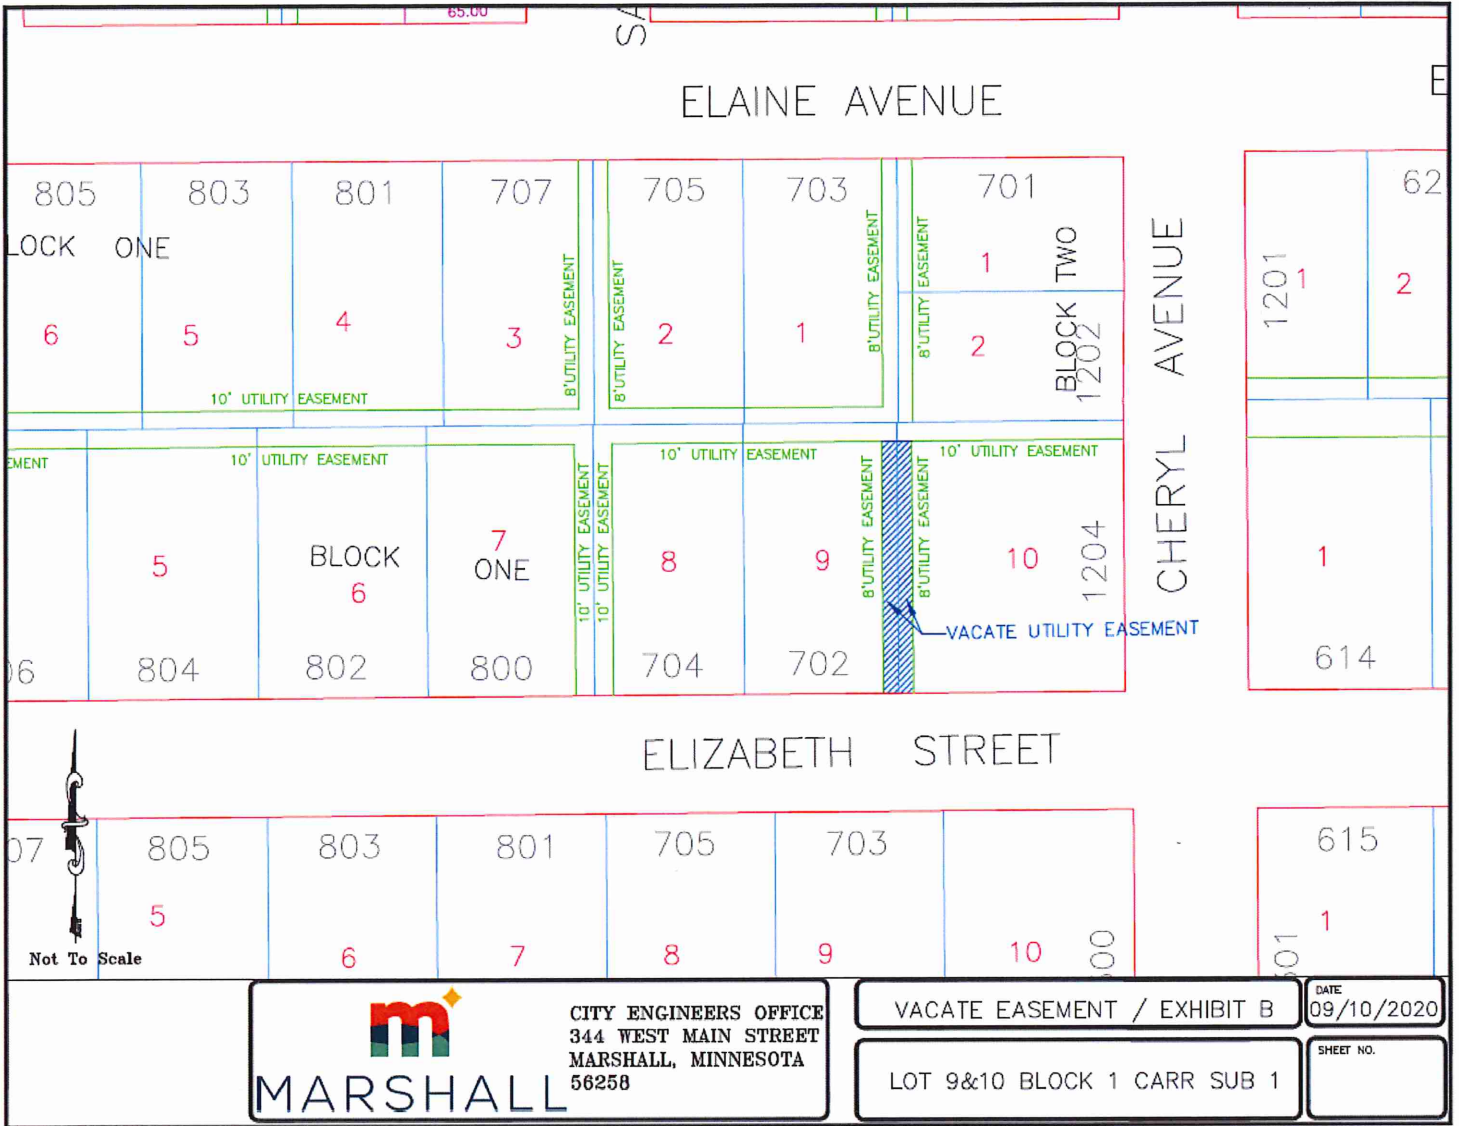 65.00
SA
ELAINE AVENUE
E
805
803
801
707
705
703
701
62
LOCK ONE
6
5
4
3
2
1
1
2
BLOCK TWO
1202
1201
1
2
8'UTILITY EASEMENT
8'UTILITY EASEMENT
8'UTILITY EASEMENT
8'UTILITY EASEMENT
10' UTILITY EASEMENT
CHERYL AVENUE
EMENT
10' UTILITY EASEMENT
10' UTILITY EASEMENT
10' UTILITY EASEMENT
10' UTILITY EASEMENT
10' UTILITY EASEMENT
8'UTILITY EASEMENT
8'UTILITY EASEMENT
5
BLOCK
6
7
ONE
8
9
10
1204
1
VACATE UTILITY EASEMENT
06
804
802
800
704
702
614
ELIZABETH STREET
07
805
803
801
705
703
615
5
6
7
8
9
10
00
01
1
Not To Scale
m
MARSHALL
CITY ENGINEERS OFFICE
344 WEST MAIN STREET
MARSHALL, MINNESOTA
56258
VACATE EASEMENT / EXHIBIT B
DATE
09/10/2020
LOT 9&10 BLOCK 1 CARR SUB 1
SHEET NO.